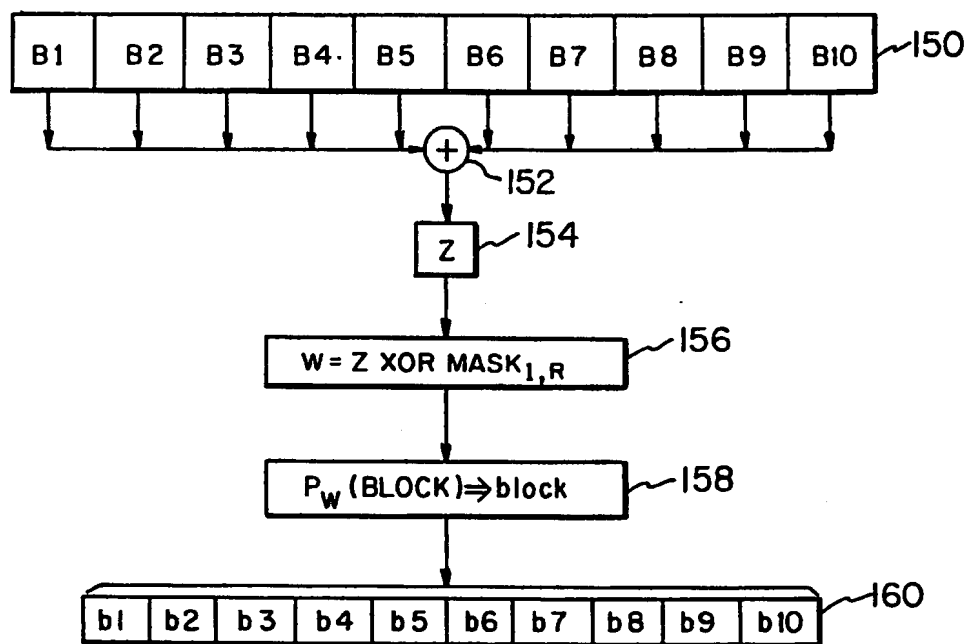 B1 B2 B3 B4. B5 B6 B7 B8 B9 B10 150
+ 152
Z 154
W = Z XOR MASK1,R 156
PW (BLOCK)⇒block 158
b1 b2 b3 b4 b5 b6 b7 b8 b9 b10 160